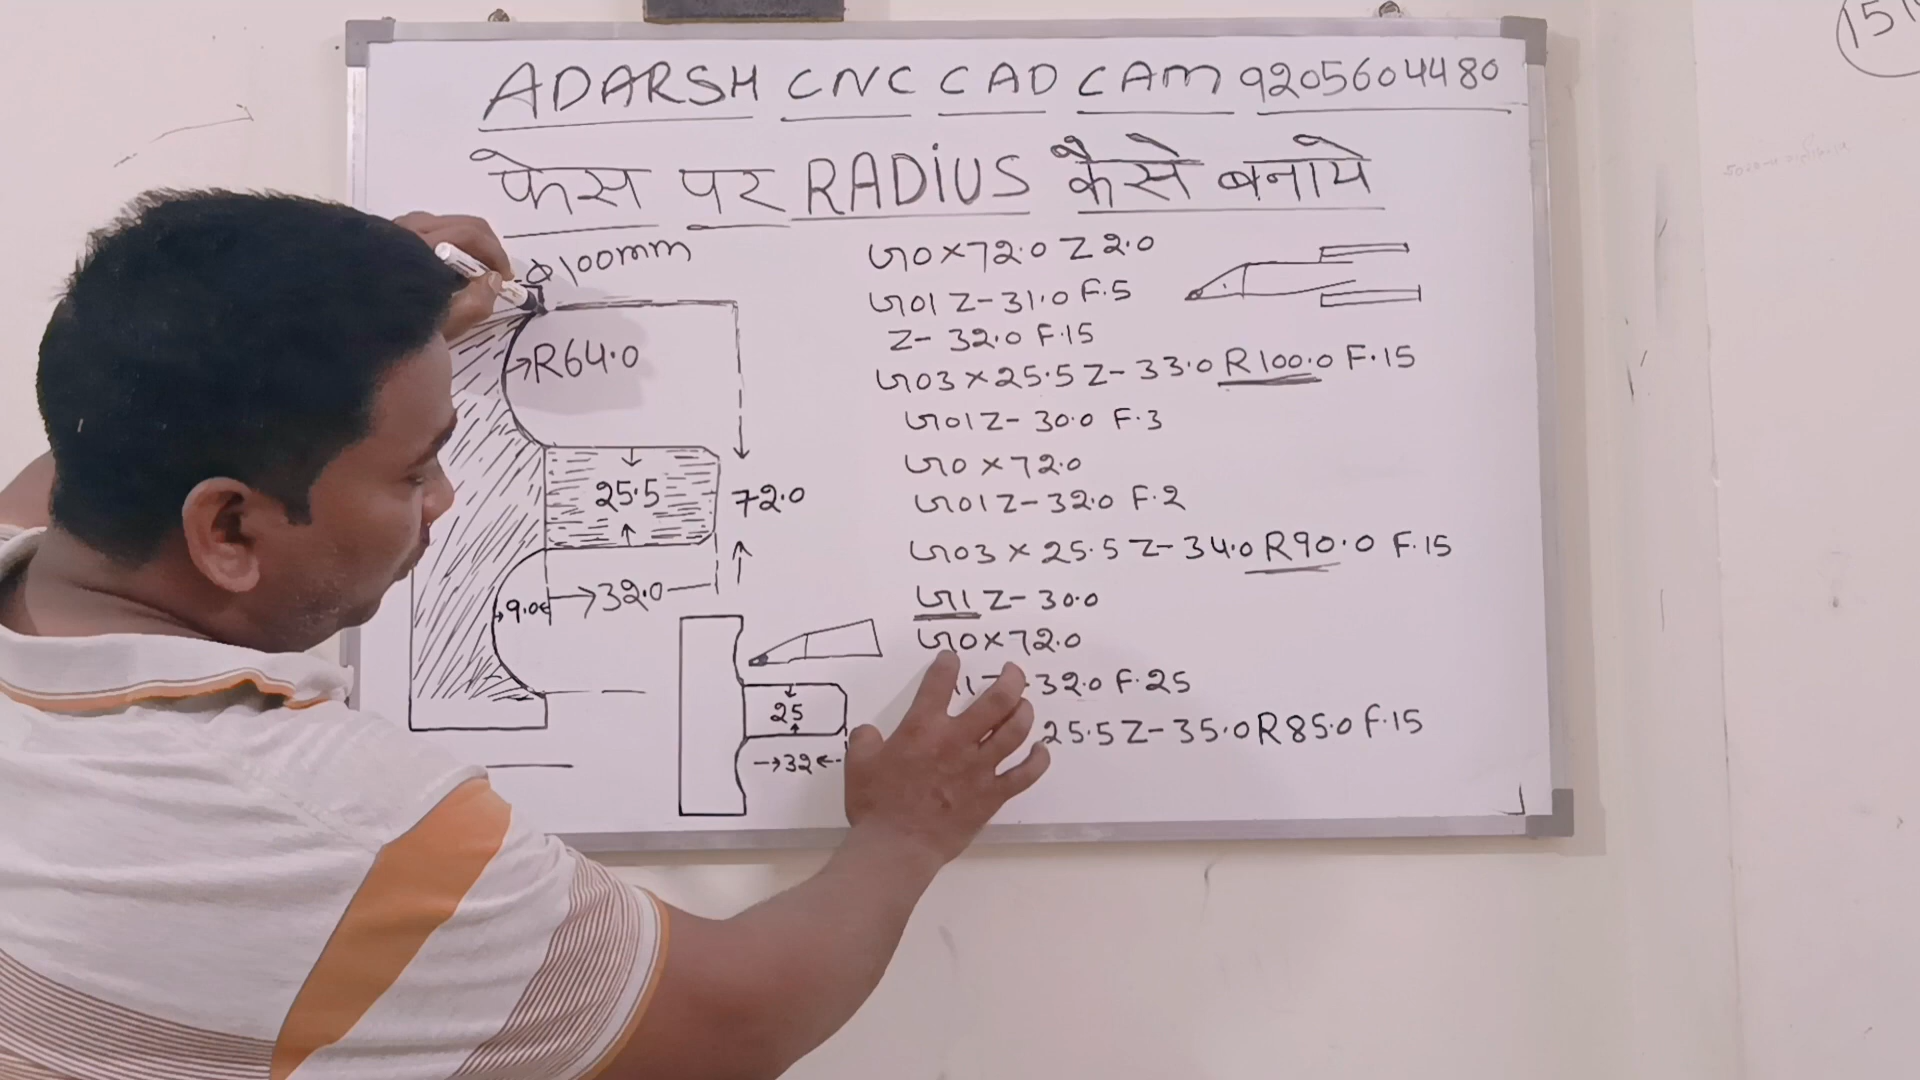 ADARSH CNC CAD CAM 9205604480
फेस पर RADIUS कैसे बनाये
Φ100mm
R64.0
25.5
72.0
9.0
32.0
25
32
G0 X72.0 Z2.0
G01 Z-31.0 F.5
Z-32.0 F.15
G03 X25.5 Z-33.0 R100.0 F.15
G01 Z-30.0 F.3
G0 X72.0
G01 Z-32.0 F.2
G03 X25.5 Z-34.0 R90.0 F.15
G1 Z-30.0
G0 X72.0
32.0 F.25
25.5 Z-35.0 R85.0 F.15